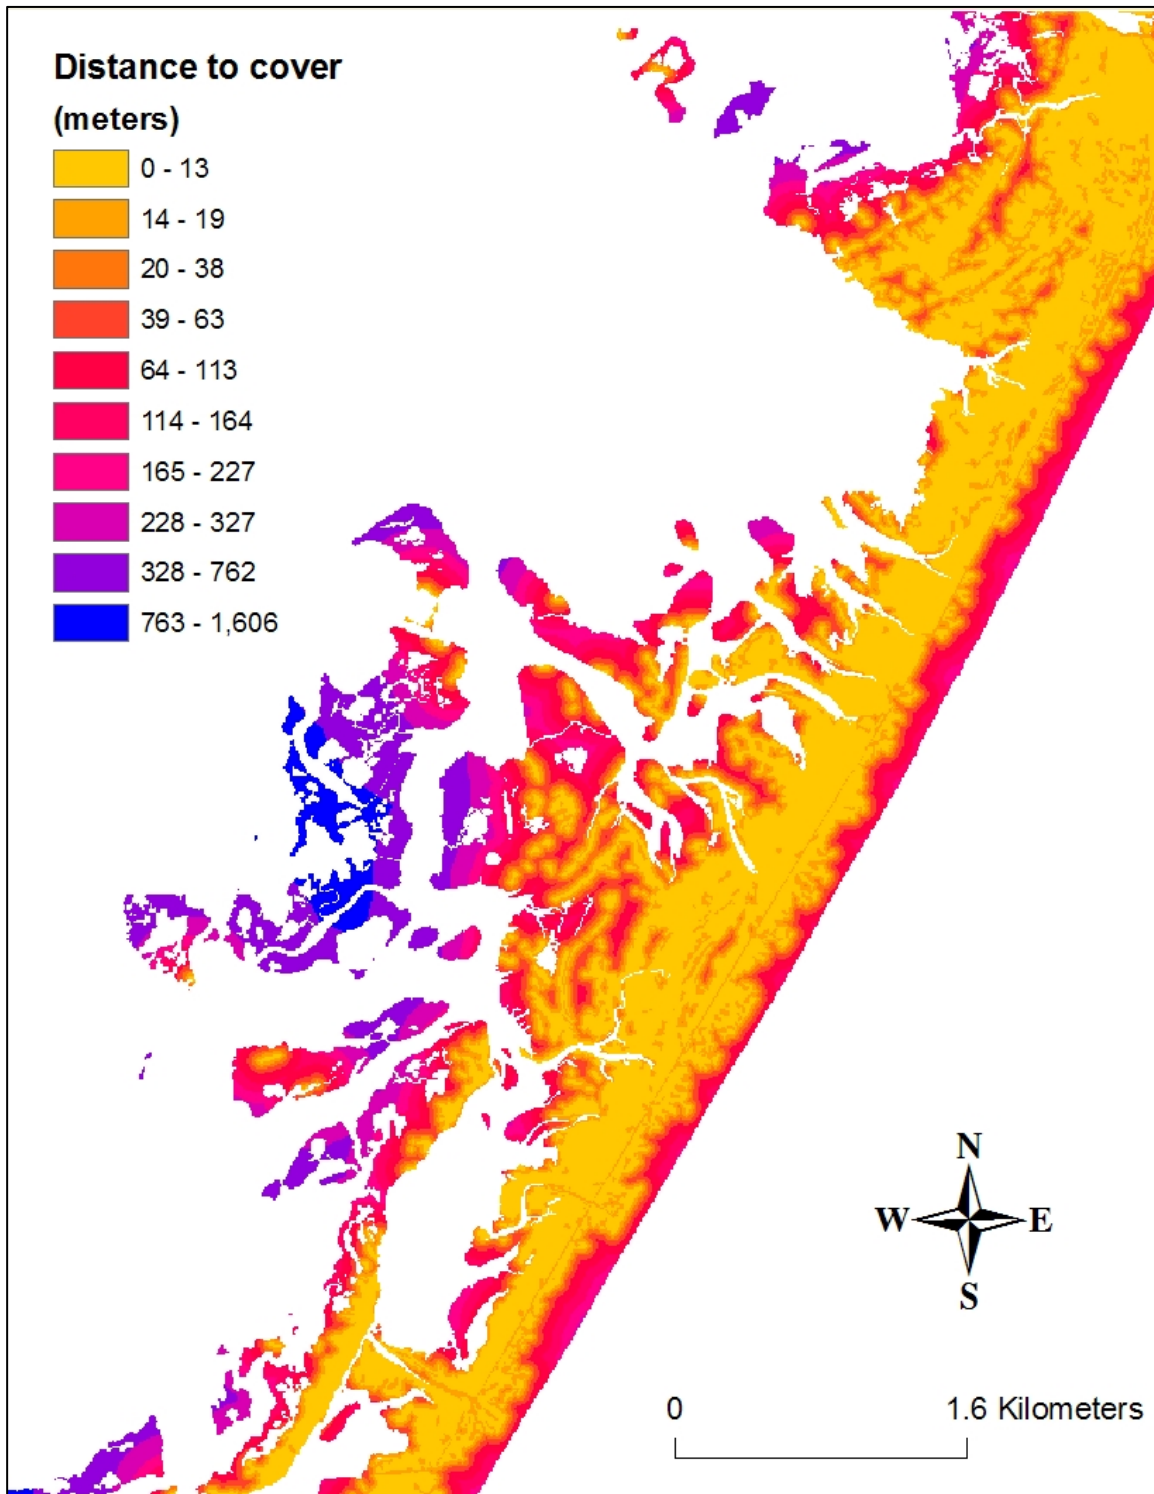 Distance to cover
(meters)
0 - 13
14 - 19
20 - 38
39 - 63
64 - 113
114 - 164
165 - 227
228 - 327
328 - 762
763 - 1,606
N
W E
S
0 1.6 Kilometers